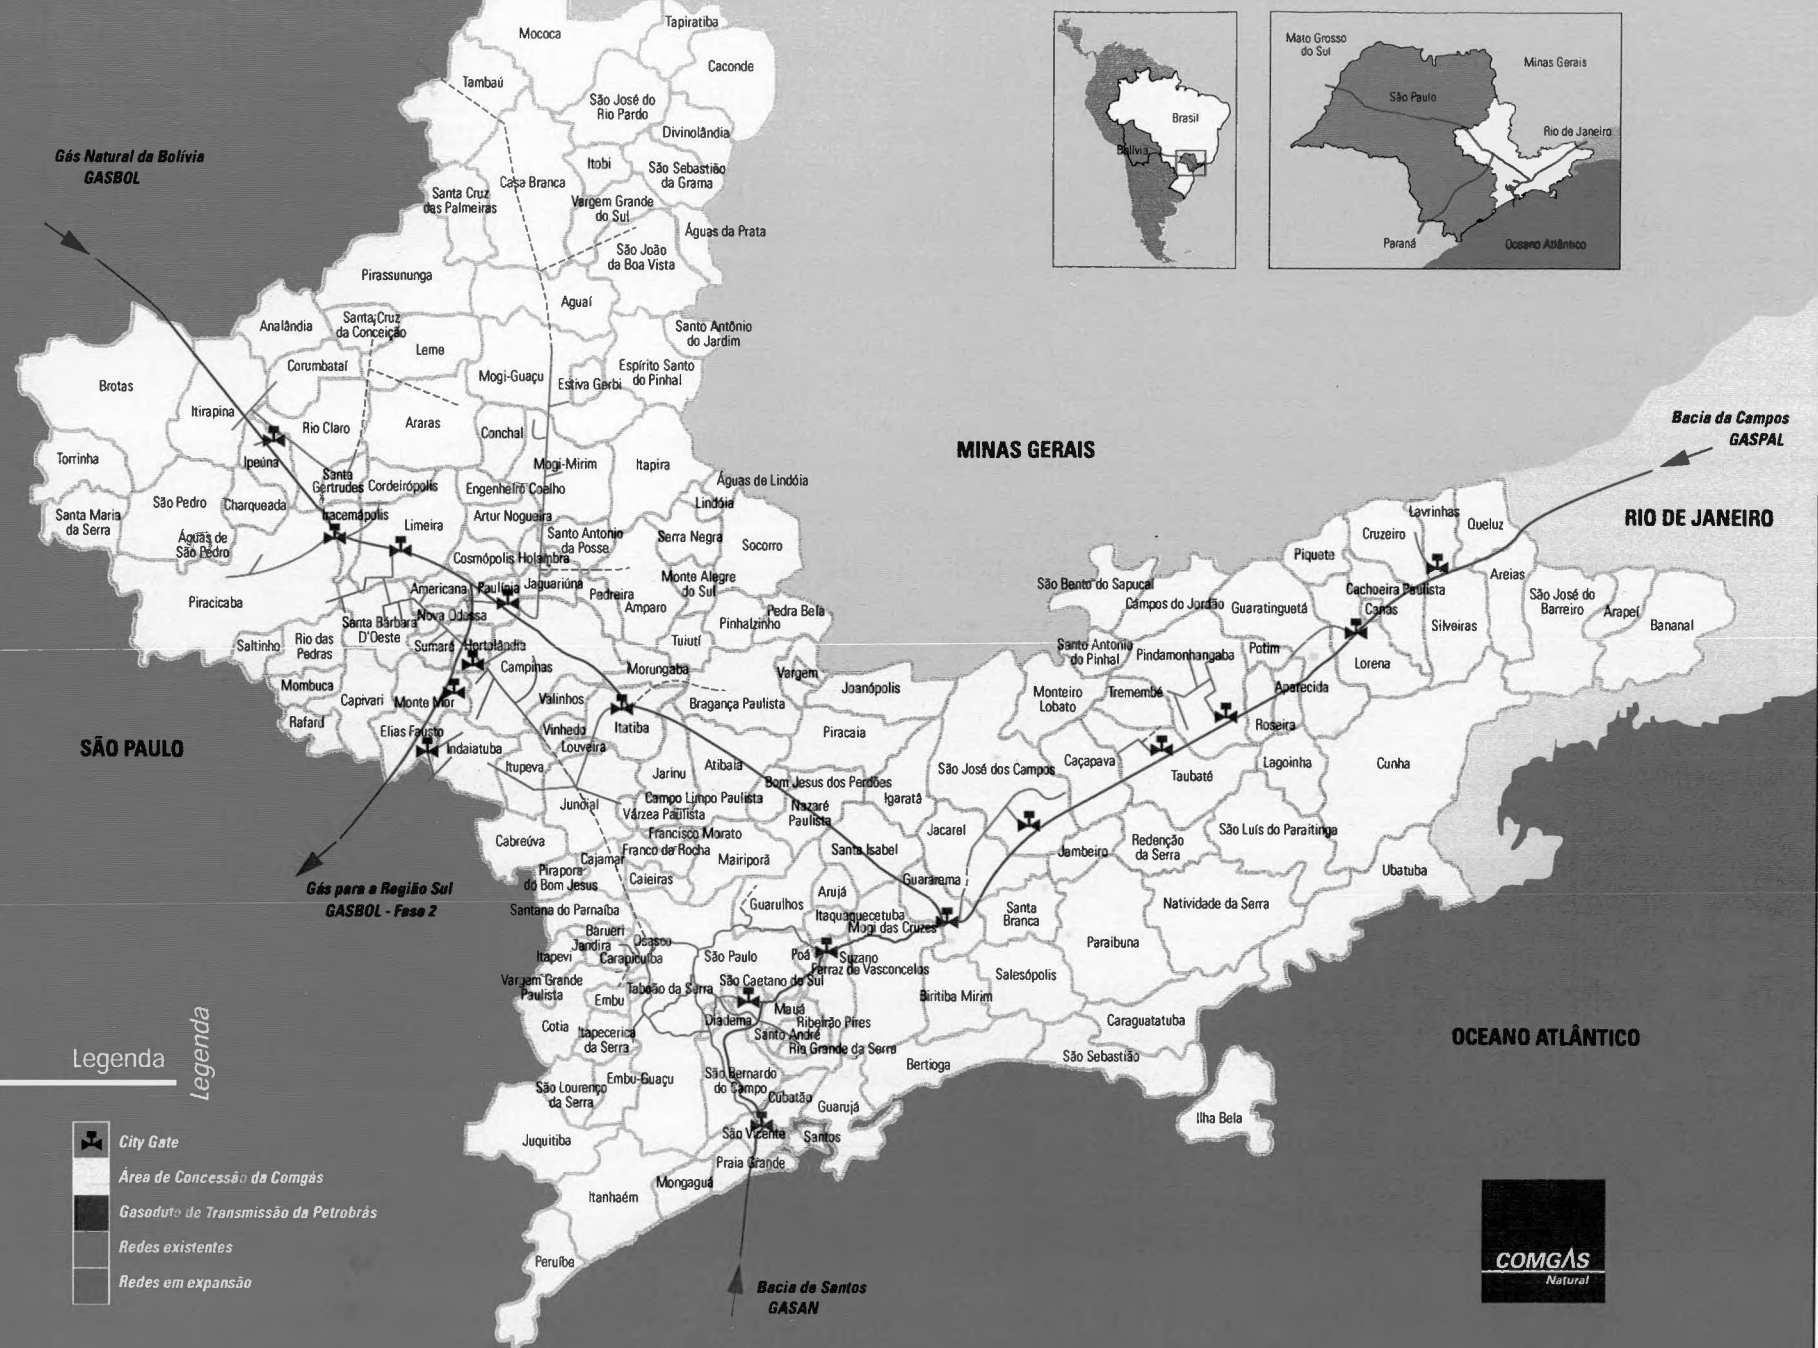 Mococa
Tapiratiba
Caconde
Tambaú
São José do
Rio Pardo
Divinolândia
Itobi
São Sebastião
da Grama
Casa Branca
Santa Cruz
das Palmeiras
Vargem Grande
do Sul
Águas da Prata
São João
da Boa Vista
Pirassununga
Aguaí
Gás Natural da Bolívia
GASBOL
Brasil
Bolívia
Mato Grosso
do Sul
Minas Gerais
São Paulo
Rio de Janeiro
Paraná
Oceano Atlântico
Analândia
Santa Cruz
da Conceição
Leme
Santo Antônio
do Jardim
Corumbataí
Mogi-Guaçu
Estiva Gerbi
Espírito Santo
do Pinhal
Brotas
Itirapina
Rio Claro
Araras
Conchal
Torrinha
Ipeúna
Mogi-Mirim
Itapira
MINAS GERAIS
Bacia da Campos
GASPAL
RIO DE JANEIRO
Santa
Gertrudes
Cordeirópolis
Engenheiro Coelho
Águas de Lindóia
Lindóia
Santa Maria
da Serra
São Pedro
Charqueada
Iracemápolis
Limeira
Artur Nogueira
Santo Antonio
da Posse
Serra Negra
Socorro
Águas de
São Pedro
Cosmópolis
Holambra
Piracicaba
Americana
Paulínia
Jaguariúna
Pedreira
Monte Alegre
do Sul
Amparo
Pedra Bela
Pinhalzinho
Nova Odessa
Santa Bárbara
D'Oeste
Saltinho
Rio das
Pedras
Sumaré
Hortolândia
Tuiutí
Campinas
Morungaba
Vargem
Mombuca
Capivari
Monte Mor
Valinhos
Bragança Paulista
Joanópolis
Rafard
Elias Fausto
Indaiatuba
Vinhedo
Itatiba
Louveira
Piracaia
Itupeva
Jarinu
Atibaia
Bom Jesus dos Perdões
SÃO PAULO
Jundiaí
Campo Limpo Paulista
Várzea Paulista
Nazaré
Paulista
Igaratá
Cabreúva
Francisco Morato
Franco da Rocha
Mairiporã
Santa Isabel
Jacareí
Cajamar
Pirapora
do Bom Jesus
Caieiras
Gás para a Região Sul
GASBOL - Fase 2
Guararema
Arujá
Guarulhos
Santana do Parnaíba
Itaquaquecetuba
Mogi das Cruzes
Barueri
Jandira
Osasco
Itapevi
Carapicuíba
São Paulo
Poá
Suzano
Ferraz de Vasconcelos
Vargem Grande
Paulista
Taboão da Serra
São Caetano do Sul
Embu
Cotia
Itapecerica
da Serra
Diadema
Mauá
Ribeirão Pires
Santo André
Rio Grande da Serra
São Lourenço
da Serra
Embu-Guaçu
São Bernardo
do Campo
Cubatão
Guarujá
Juquitiba
São Vicente
Santos
Praia Grande
Mongaguá
Itanhaém
Peruíbe
Bacia de Santos
GASAN
Lavrinhas
Queluz
Cruzeiro
Piquete
Areias
Cachoeira Paulista
São José do
Barreiro
Arapeí
Bananal
Canas
Silveiras
São Bento do Sapucaí
Campos do Jordão
Guaratinguetá
Santo Antonio
do Pinhal
Pindamonhangaba
Potim
Lorena
Monteiro
Lobato
Tremembé
Aparecida
Roseira
São José dos Campos
Caçapava
Taubaté
Lagoinha
Cunha
Jambeiro
Redenção
da Serra
São Luís do Paraitinga
Ubatuba
Santa
Branca
Natividade da Serra
Paraibuna
Salesópolis
Biritiba Mirim
Caraguatatuba
Bertioga
São Sebastião
Ilha Bela
OCEANO ATLÂNTICO
Legenda
Legenda
City Gate
Área de Concessão da Comgás
Gasoduto de Transmissão da Petrobrás
Redes existentes
Redes em expansão
COMGÁS
Natural